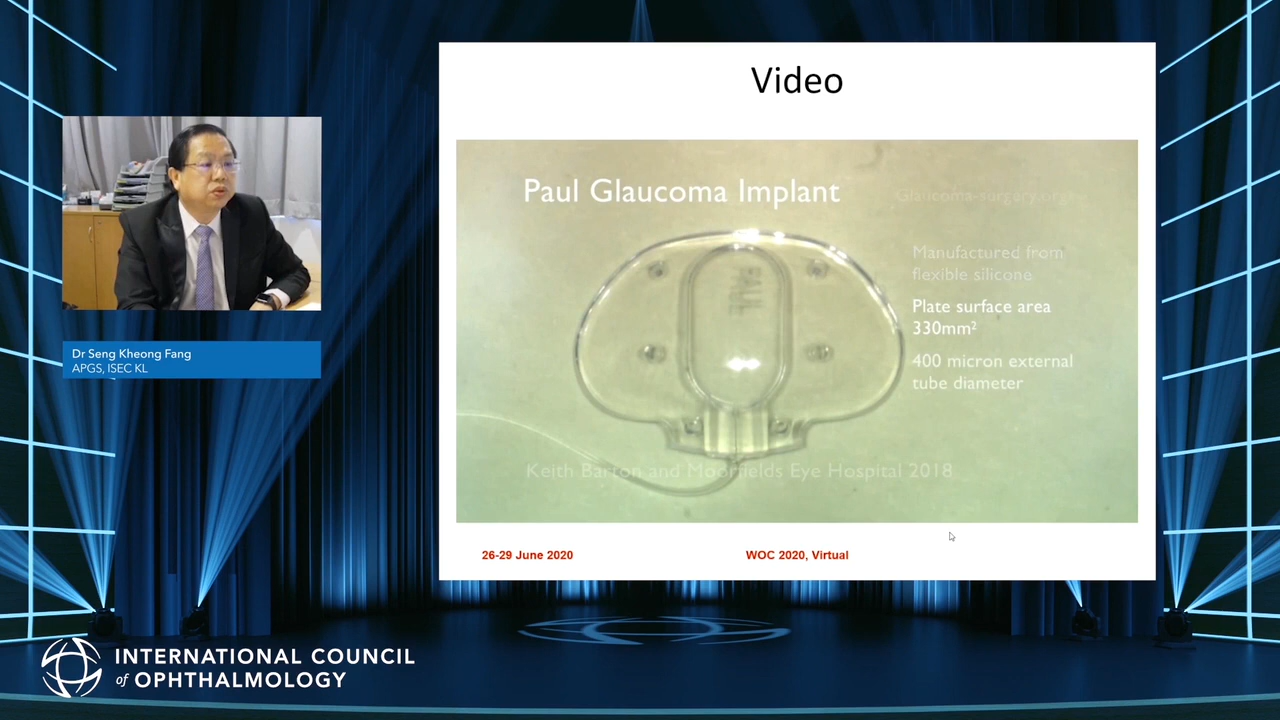 Video
Paul Glaucoma Implant
Glaucoma-surgery.org
PAUL
Manufactured from
flexible silicone
Plate surface area
330mm²
400 micron external
tube diameter
Keith Barton and Moorfields Eye Hospital 2018
26-29 June 2020
WOC 2020, Virtual
Dr Seng Kheong Fang
APGS, ISEC KL
INTERNATIONAL COUNCIL
of OPHTHALMOLOGY